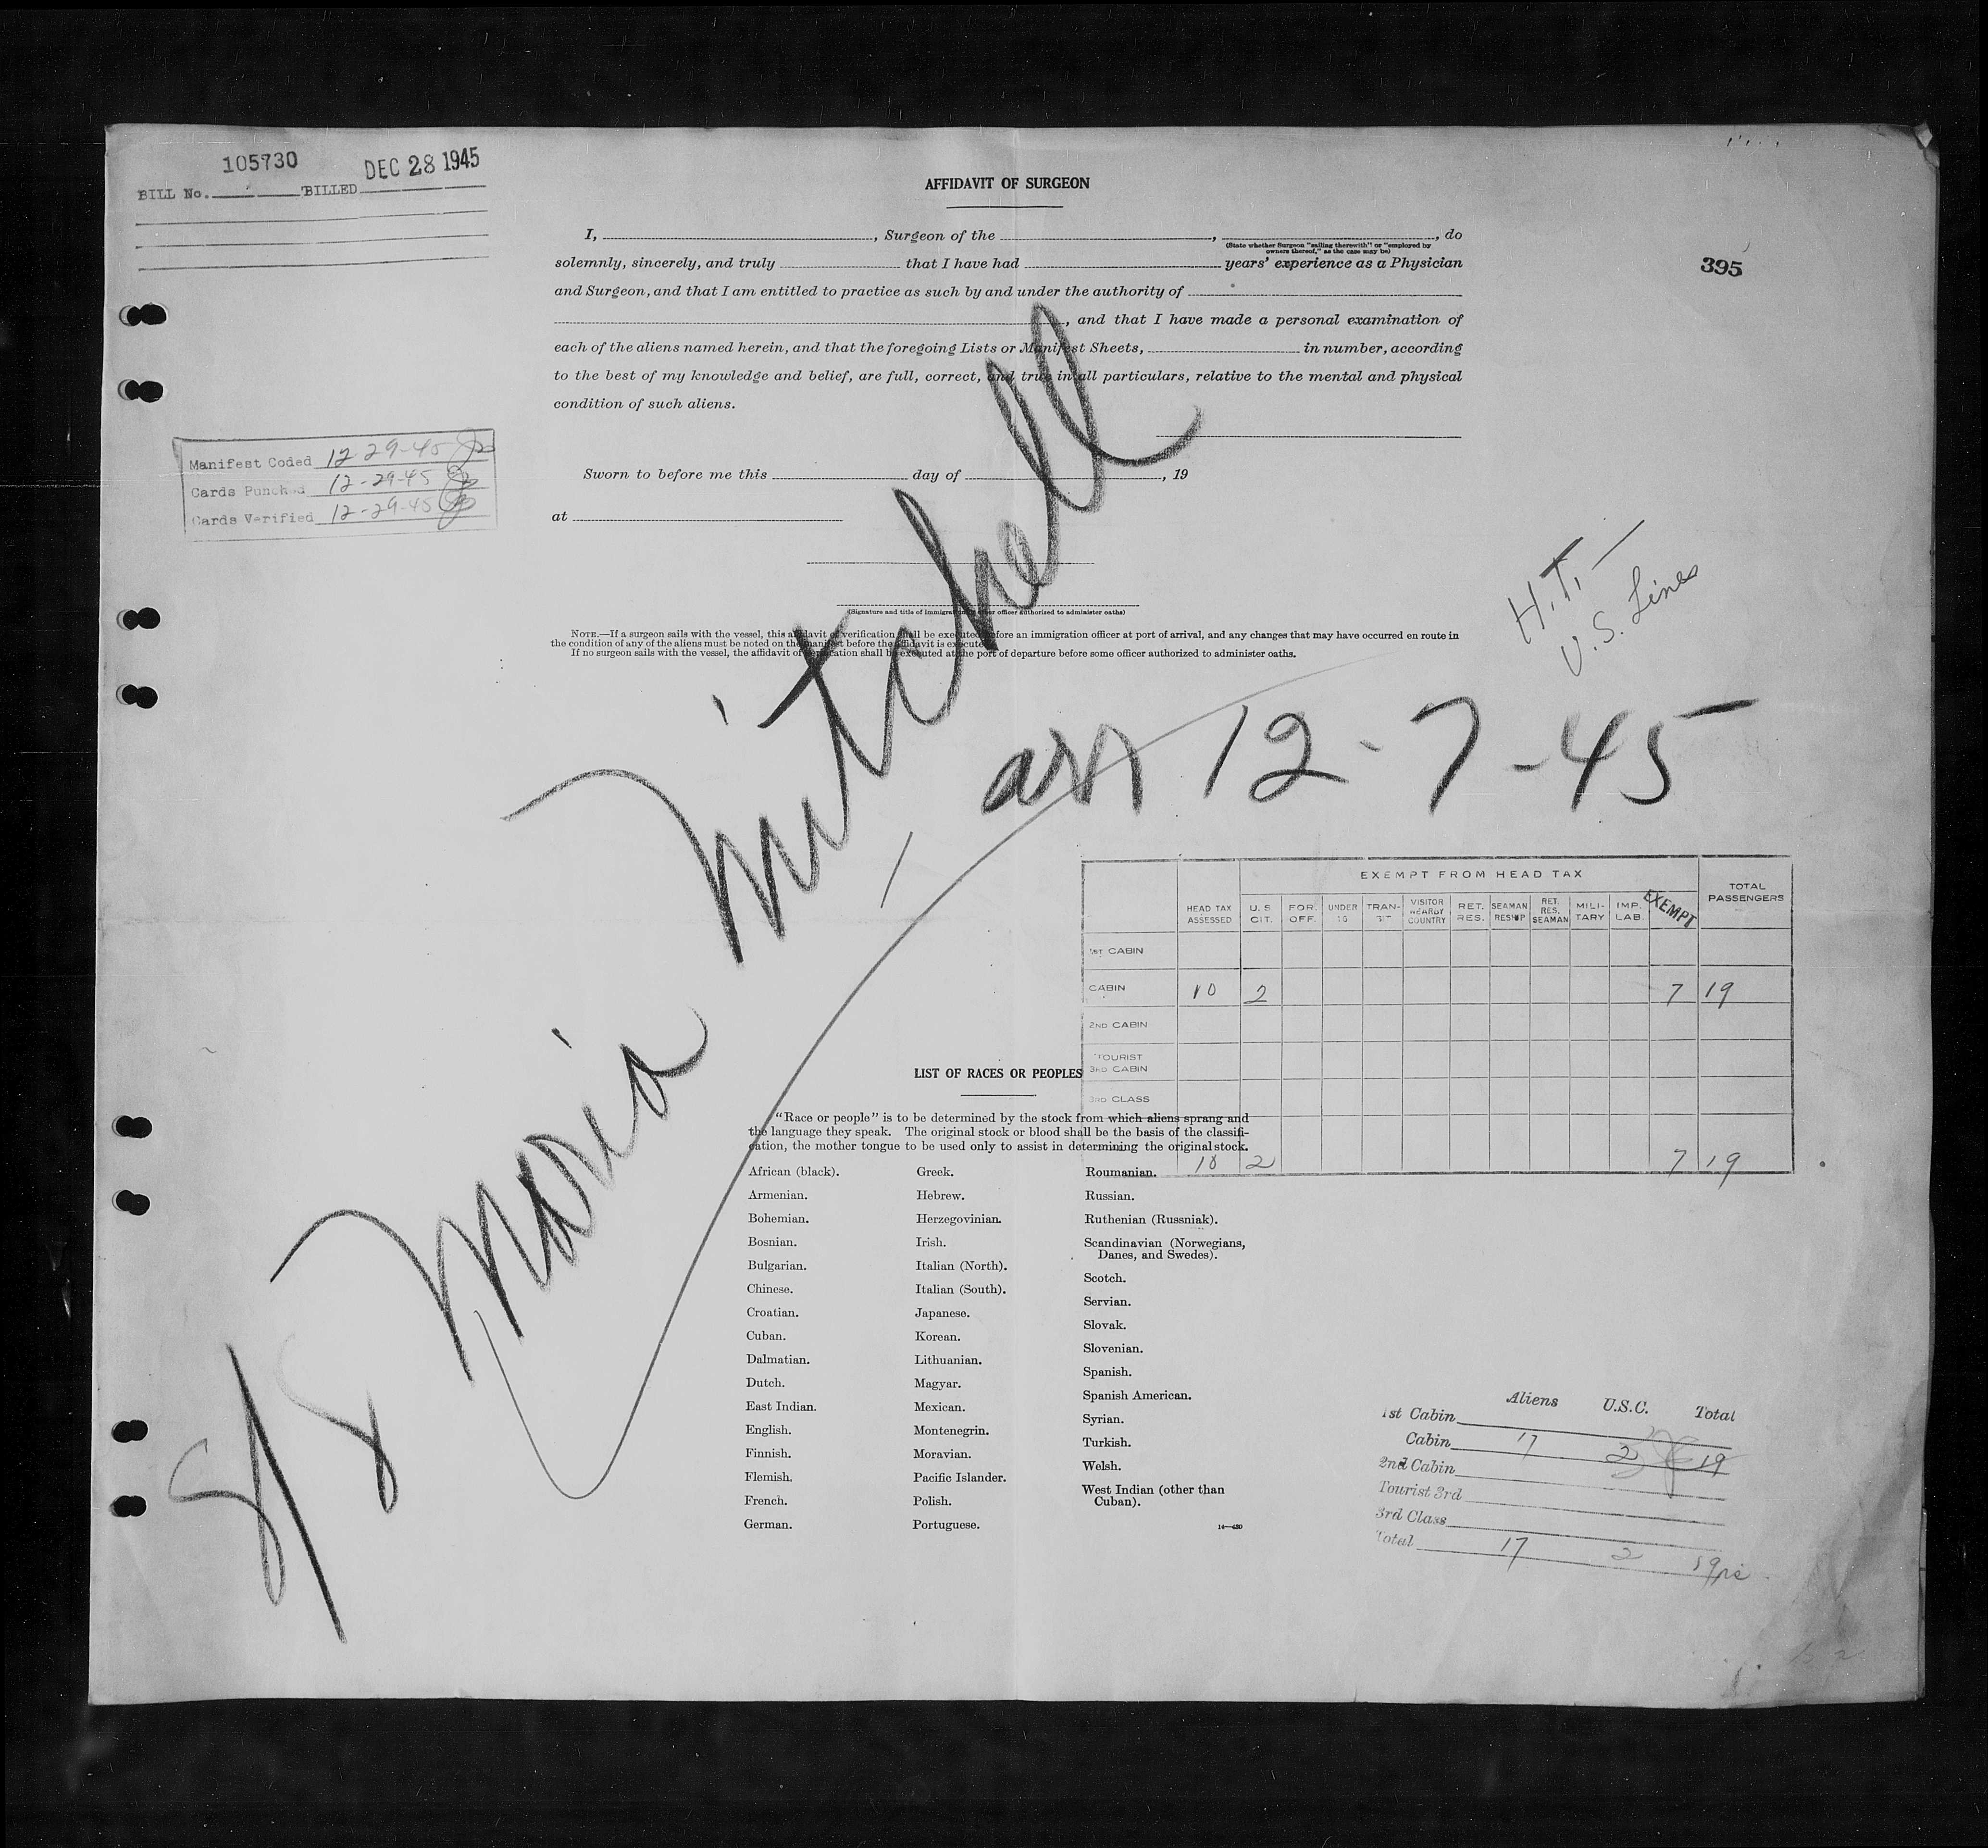 105730 DEC 28 1945
BILL No. BILLED
AFFIDAVIT OF SURGEON
I, , Surgeon of the , , do
(State whether Surgeon "sailing therewith" or "employed by
owners thereof," as the case may be)
solemnly, sincerely, and truly that I have had years' experience as a Physician
and Surgeon, and that I am entitled to practice as such by and under the authority of
, and that I have made a personal examination of
each of the aliens named herein, and that the foregoing Lists or Manifest Sheets, in number, according
to the best of my knowledge and belief, are full, correct, and true in all particulars, relative to the mental and physical
condition of such aliens.
395
Manifest Coded 12-29-45
Cards Punched 12-29-45
Cards Verified 12-29-45
Sworn to before me this day of , 19
at
(Signature and title of immigration or other officer authorized to administer oaths)
NOTE.—If a surgeon sails with the vessel, this affidavit or verification shall be executed before an immigration officer at port of arrival, and any changes that may have occurred en route in
the condition of any of the aliens must be noted on the manifest before the affidavit is executed.
If no surgeon sails with the vessel, the affidavit or verification shall be executed at the port of departure before some officer authorized to administer oaths.
H.T. —
U.S. Lines
S/S Maria Mitchell
arr 12-7-45
EXEMPT FROM HEAD TAX
HEAD TAX ASSESSED U. S. CIT. FOR. OFF. UNDER 16 TRAN-SIT VISITOR NEARBY COUNTRY RET. RES. SEAMAN RESHIP RET. RES. SEAMAN MILI-TARY IMP. LAB. EXEMPT TOTAL PASSENGERS
1ST CABIN
CABIN 10 2 7 19
2ND CABIN
TOURIST
3RD CABIN
3RD CLASS
10 2 7 19
LIST OF RACES OR PEOPLES
"Race or people" is to be determined by the stock from which aliens sprang and
the language they speak. The original stock or blood shall be the basis of the classifi-
cation, the mother tongue to be used only to assist in determining the original stock.
African (black).
Armenian.
Bohemian.
Bosnian.
Bulgarian.
Chinese.
Croatian.
Cuban.
Dalmatian.
Dutch.
East Indian.
English.
Finnish.
Flemish.
French.
German.
Greek.
Hebrew.
Herzegovinian.
Irish.
Italian (North).
Italian (South).
Japanese.
Korean.
Lithuanian.
Magyar.
Mexican.
Montenegrin.
Moravian.
Pacific Islander.
Polish.
Portuguese.
Roumanian.
Russian.
Ruthenian (Russniak).
Scandinavian (Norwegians,
Danes, and Swedes).
Scotch.
Servian.
Slovak.
Slovenian.
Spanish.
Spanish American.
Syrian.
Turkish.
Welsh.
West Indian (other than
Cuban).
Aliens U.S.C. Total
1st Cabin
Cabin 17 2 19
2nd Cabin
Tourist 3rd
3rd Class
Total 17 2 19